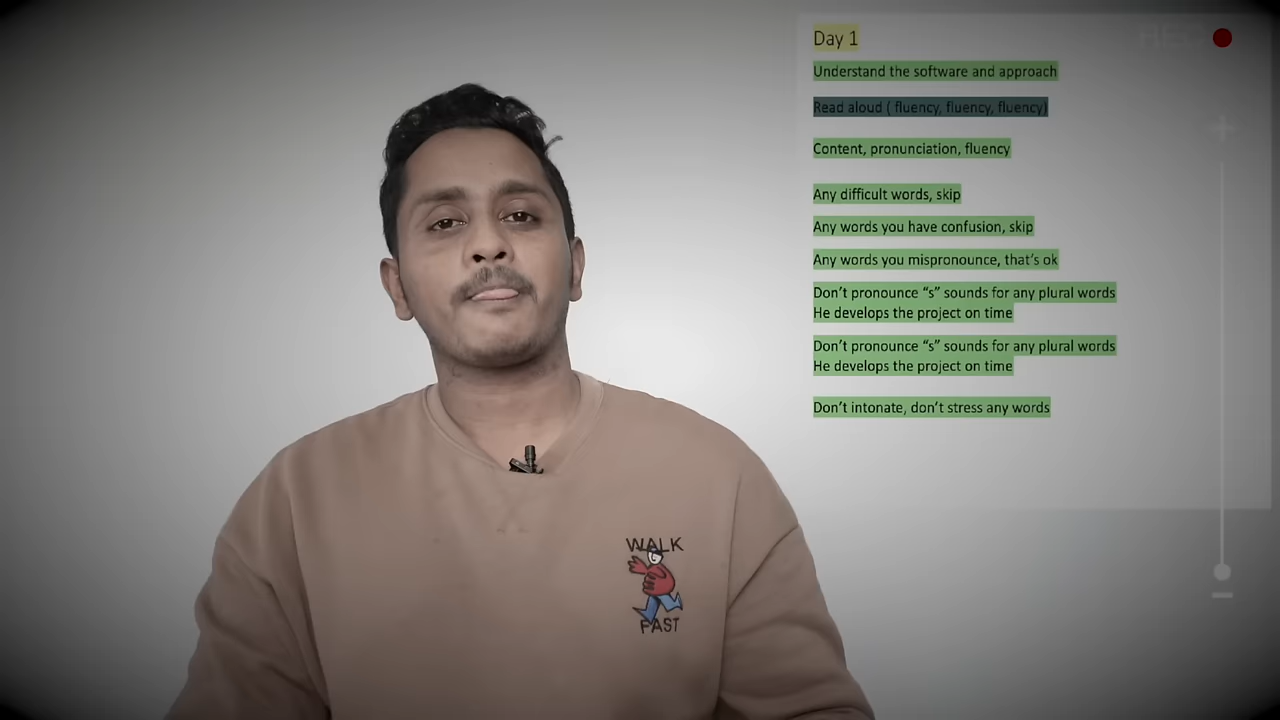 Day 1
REC
Understand the software and approach
Read aloud ( fluency, fluency, fluency)
Content, pronunciation, fluency
Any difficult words, skip
Any words you have confusion, skip
Any words you mispronounce, that’s ok
Don’t pronounce “s” sounds for any plural words
He develops the project on time
Don’t pronounce “s” sounds for any plural words
He develops the project on time
Don’t intonate, don’t stress any words
WALK
FAST